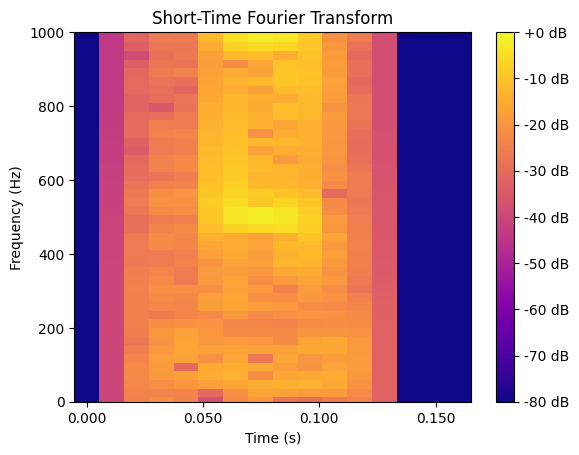 Short-Time Fourier Transform
1000
800
600
400
200
0
Frequency (Hz)
0.000
0.050
0.100
0.150
Time (s)
+0 dB
-10 dB
-20 dB
-30 dB
-40 dB
-50 dB
-60 dB
-70 dB
-80 dB